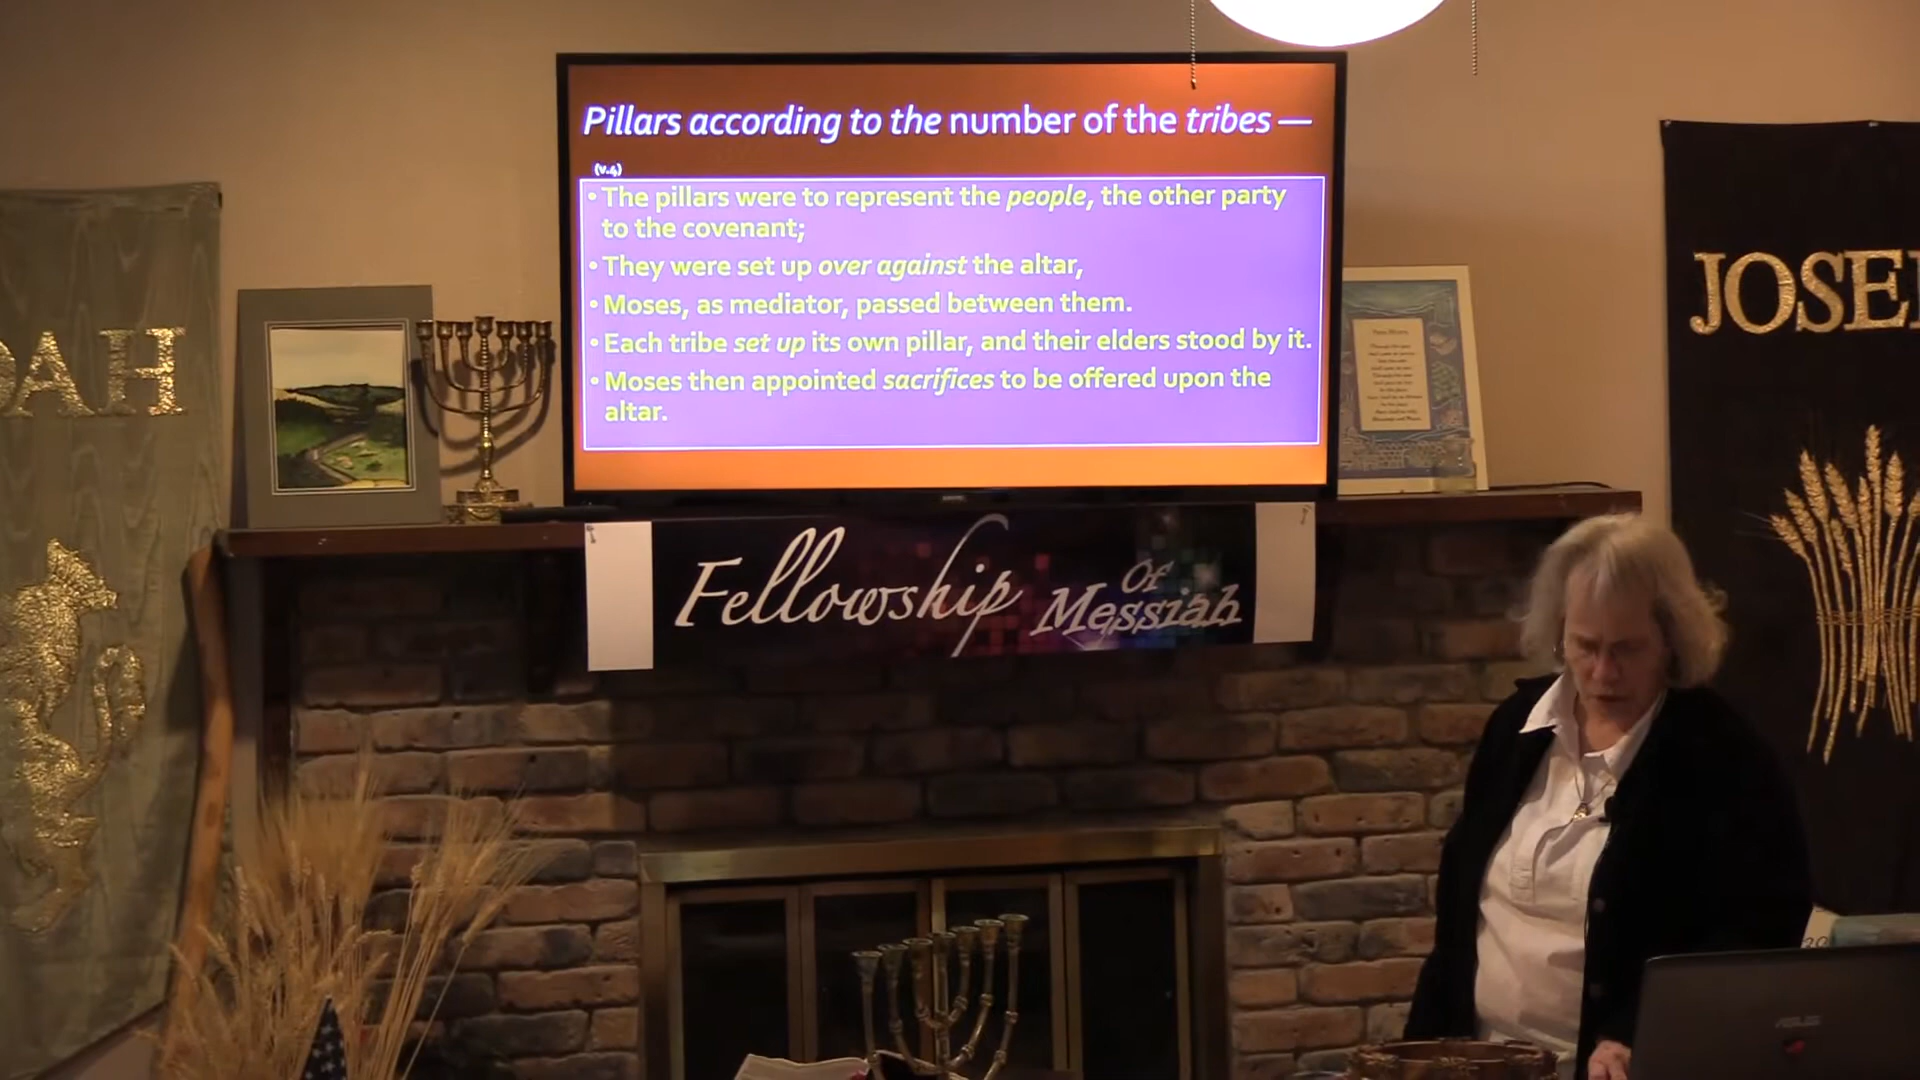 Pillars according to the number of the tribes —
(v.4)
• The pillars were to represent the people, the other party
to the covenant;
• They were set up over against the altar,
• Moses, as mediator, passed between them.
• Each tribe set up its own pillar, and their elders stood by it.
• Moses then appointed sacrifices to be offered upon the
altar.
DAH
JOSE
Fellowship Of
Messiah